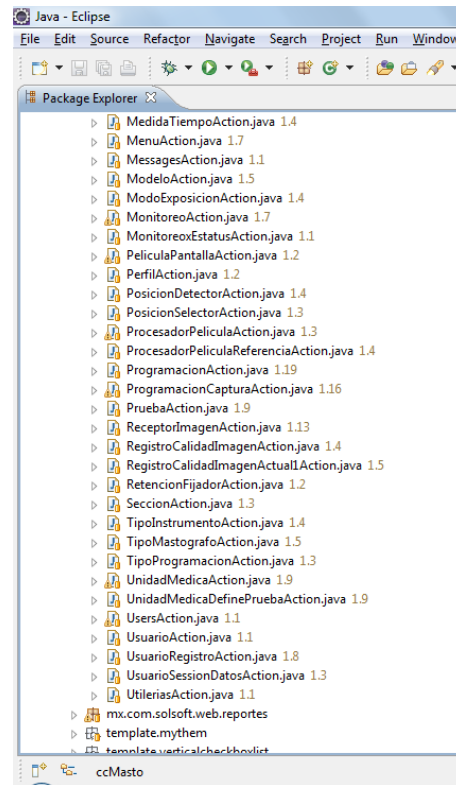 Java - Eclipse
File Edit Source Refactor Navigate Search Project Run Window
Package Explorer
MedidaTiempoAction.java 1.4
MenuAction.java 1.7
MessagesAction.java 1.1
ModeloAction.java 1.5
ModoExposicionAction.java 1.4
MonitoreoAction.java 1.7
MonitoreoxEstatusAction.java 1.1
PeliculaPantallaAction.java 1.2
PerfilAction.java 1.2
PosicionDetectorAction.java 1.4
PosicionSelectorAction.java 1.3
ProcesadorPeliculaAction.java 1.3
ProcesadorPeliculaReferenciaAction.java 1.4
ProgramacionAction.java 1.19
ProgramacionCapturaAction.java 1.16
PruebaAction.java 1.9
ReceptorImagenAction.java 1.13
RegistroCalidadImagenAction.java 1.4
RegistroCalidadImagenActual1Action.java 1.5
RetencionFijadorAction.java 1.2
SeccionAction.java 1.3
TipoInstrumentoAction.java 1.4
TipoMastografoAction.java 1.5
TipoProgramacionAction.java 1.3
UnidadMedicaAction.java 1.9
UnidadMedicaDefinePruebaAction.java 1.9
UsersAction.java 1.1
UsuarioAction.java 1.1
UsuarioRegistroAction.java 1.8
UsuarioSessionDatosAction.java 1.3
UtileriasAction.java 1.1
mx.com.solsoft.web.reportes
template.mythem
template.verticalcheckboxlist
ccMasto